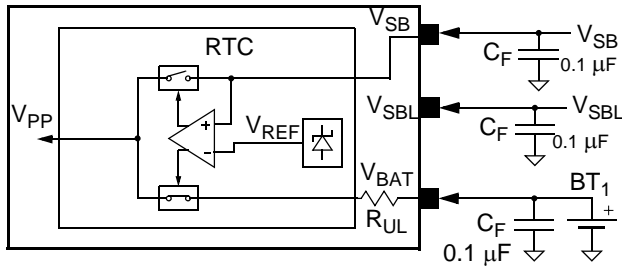 RTC
V_SB
V_SB
C_F
0.1 µF
V_PP
+
-
V_REF
V_SBL
V_SBL
C_F
0.1 µF
V_BAT
R_UL
BT_1
+
C_F
0.1 µF